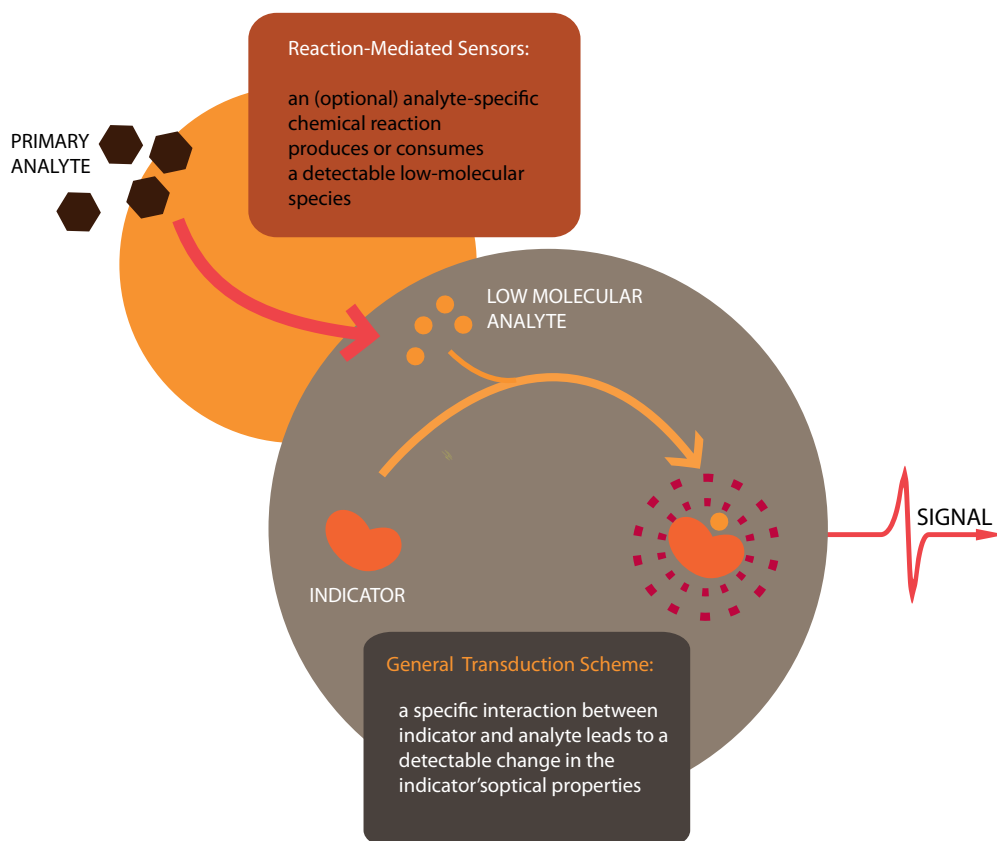 Reaction-Mediated Sensors:
an (optional) analyte-specific
chemical reaction
produces or consumes
a detectable low-molecular
species
PRIMARY
ANALYTE
LOW MOLECULAR
ANALYTE
INDICATOR
SIGNAL
General Transduction Scheme:
a specific interaction between
indicator and analyte leads to a
detectable change in the
indicator'soptical properties